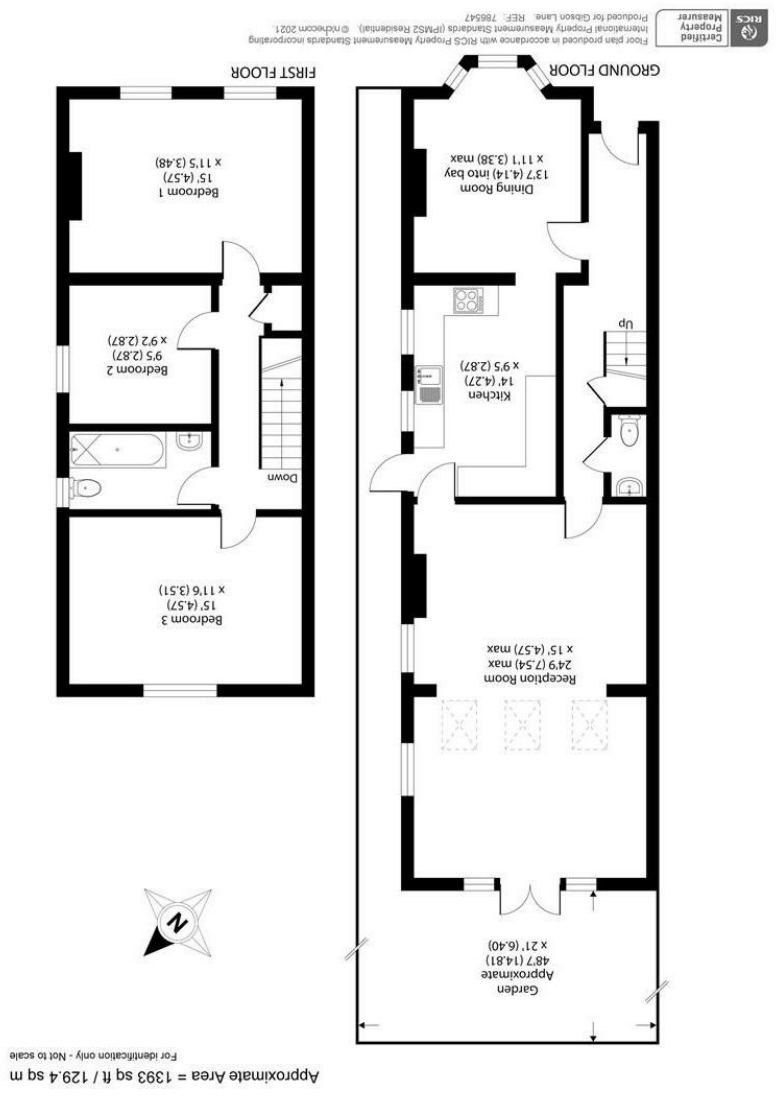 Approximate Area = 1393 sq ft / 129.4 sq m
For identification only - Not to scale
Garden
Approximate
48'7 (14.81)
x 21' (6.40)
N
Reception Room
24'9 (7.54) max
x 15' (4.57) max
Kitchen
14' (4.27)
x 9'5 (2.87)
Up
Dining Room
13'7 (4.14) into bay
x 11'1 (3.38) max
GROUND FLOOR
Bedroom 3
15' (4.57)
x 11'6 (3.51)
Down
Bedroom 2
9'5 (2.87)
x 9'2 (2.87)
Bedroom 1
15' (4.57)
x 11'5 (3.48)
FIRST FLOOR
RICS
Certified
Property
Measurer
Floor plan produced in accordance with RICS Property Measurement Standards incorporating
International Property Measurement Standards (IPMS2 Residential). © nichecom 2021.
Produced for Gibson Lane. REF: 786547